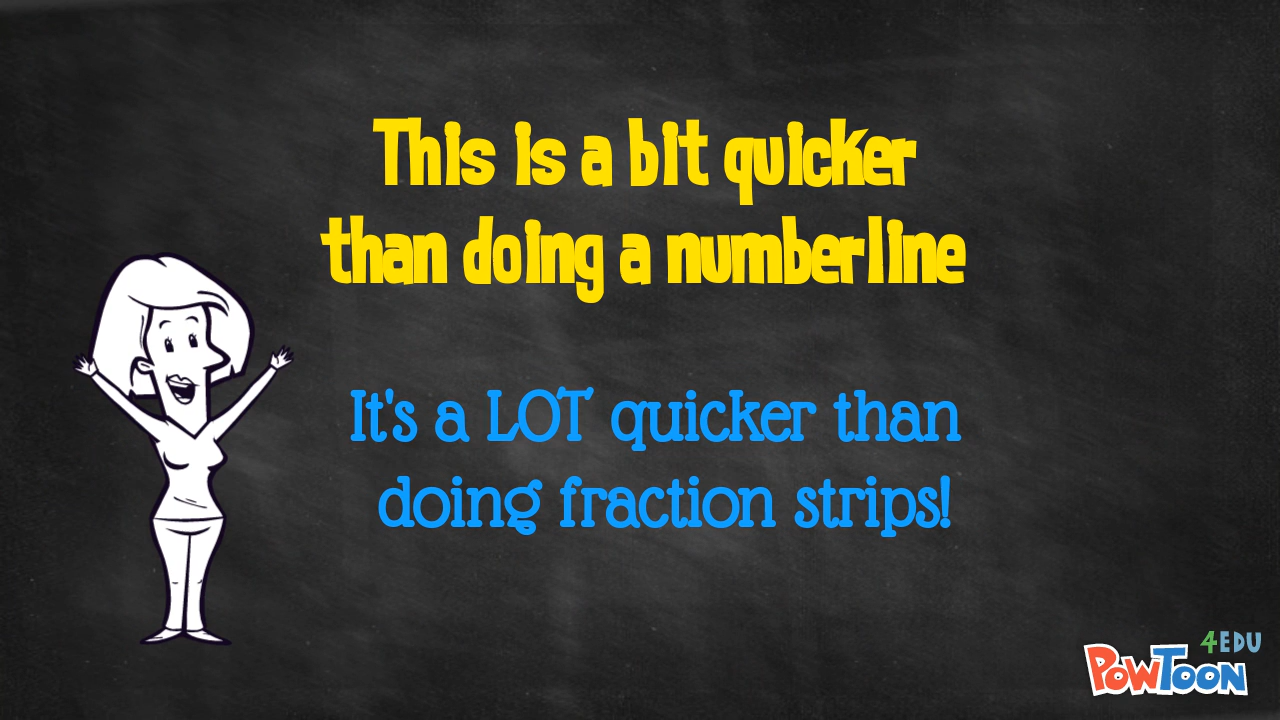 This is a bit quicker
than doing a numberline
It's a LOT quicker than
doing fraction strips!
4EDU
POWTOON